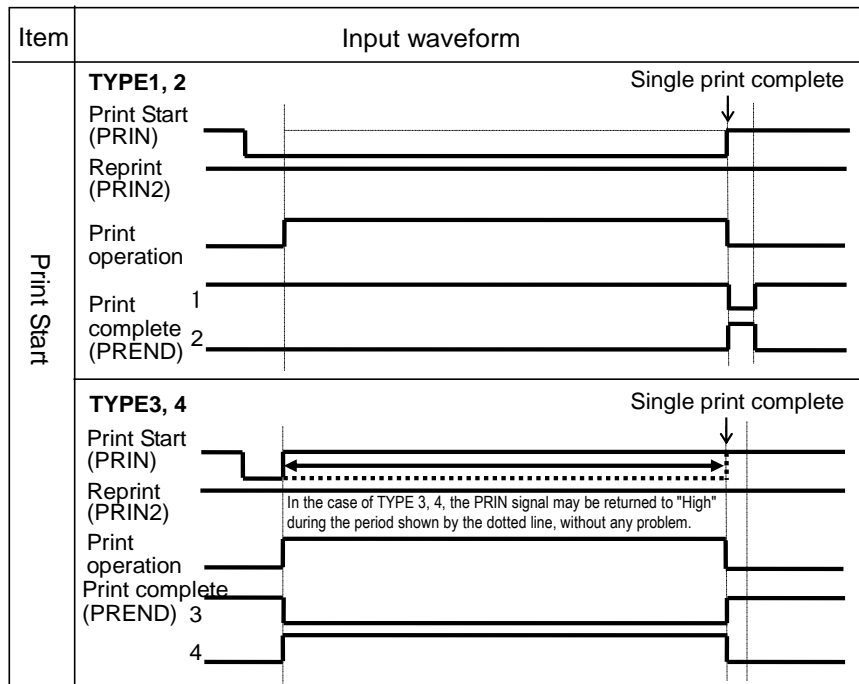 Item
Input waveform
Print Start
TYPE1, 2
Single print complete
Print Start
(PRIN)
Reprint
(PRIN2)
Print
operation
Print
complete
(PREND)
1
2
TYPE3, 4
Single print complete
Print Start
(PRIN)
Reprint
(PRIN2)
In the case of TYPE 3, 4, the PRIN signal may be returned to "High"
during the period shown by the dotted line, without any problem.
Print
operation
Print complete
(PREND) 3
4